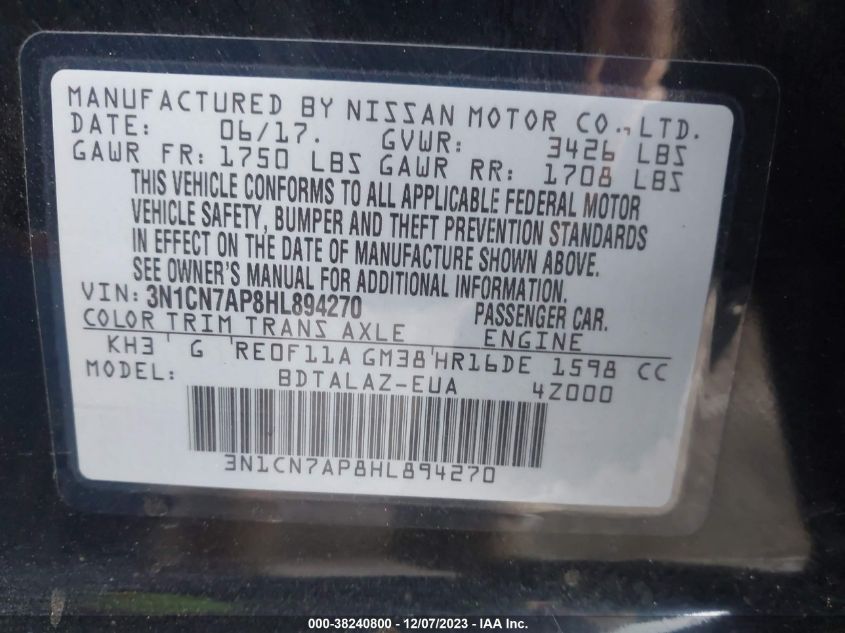 MANUFACTURED BY NISSAN MOTOR CO., LTD.
DATE: 06/17. GVWR: 3426 LBS
GAWR FR: 1750 LBS GAWR RR: 1708 LBS
THIS VEHICLE CONFORMS TO ALL APPLICABLE FEDERAL MOTOR
VEHICLE SAFETY, BUMPER AND THEFT PREVENTION STANDARDS
IN EFFECT ON THE DATE OF MANUFACTURE SHOWN ABOVE.
SEE OWNER'S MANUAL FOR ADDITIONAL INFORMATION.
VIN: 3N1CN7AP8HL894270 PASSENGER CAR.
COLOR TRIM TRANS AXLE ENGINE
KH3 G RE0F11A GM38 HR16DE 1598 CC
MODEL: BDTALAZ-EUA 4Z000
3N1CN7AP8HL894270
000-38240800 - 12/07/2023 - IAA Inc.